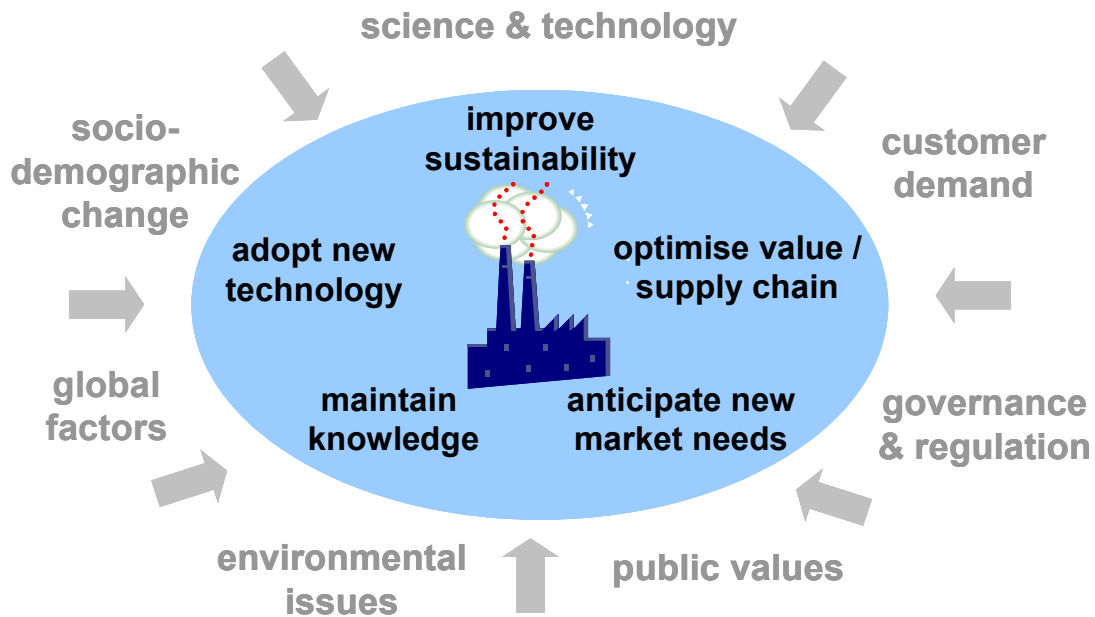 science & technology
socio-
demographic
change
customer
demand
improve
sustainability
adopt new
technology
optimise value /
supply chain
maintain
knowledge
anticipate new
market needs
global
factors
governance
& regulation
environmental
issues
public values